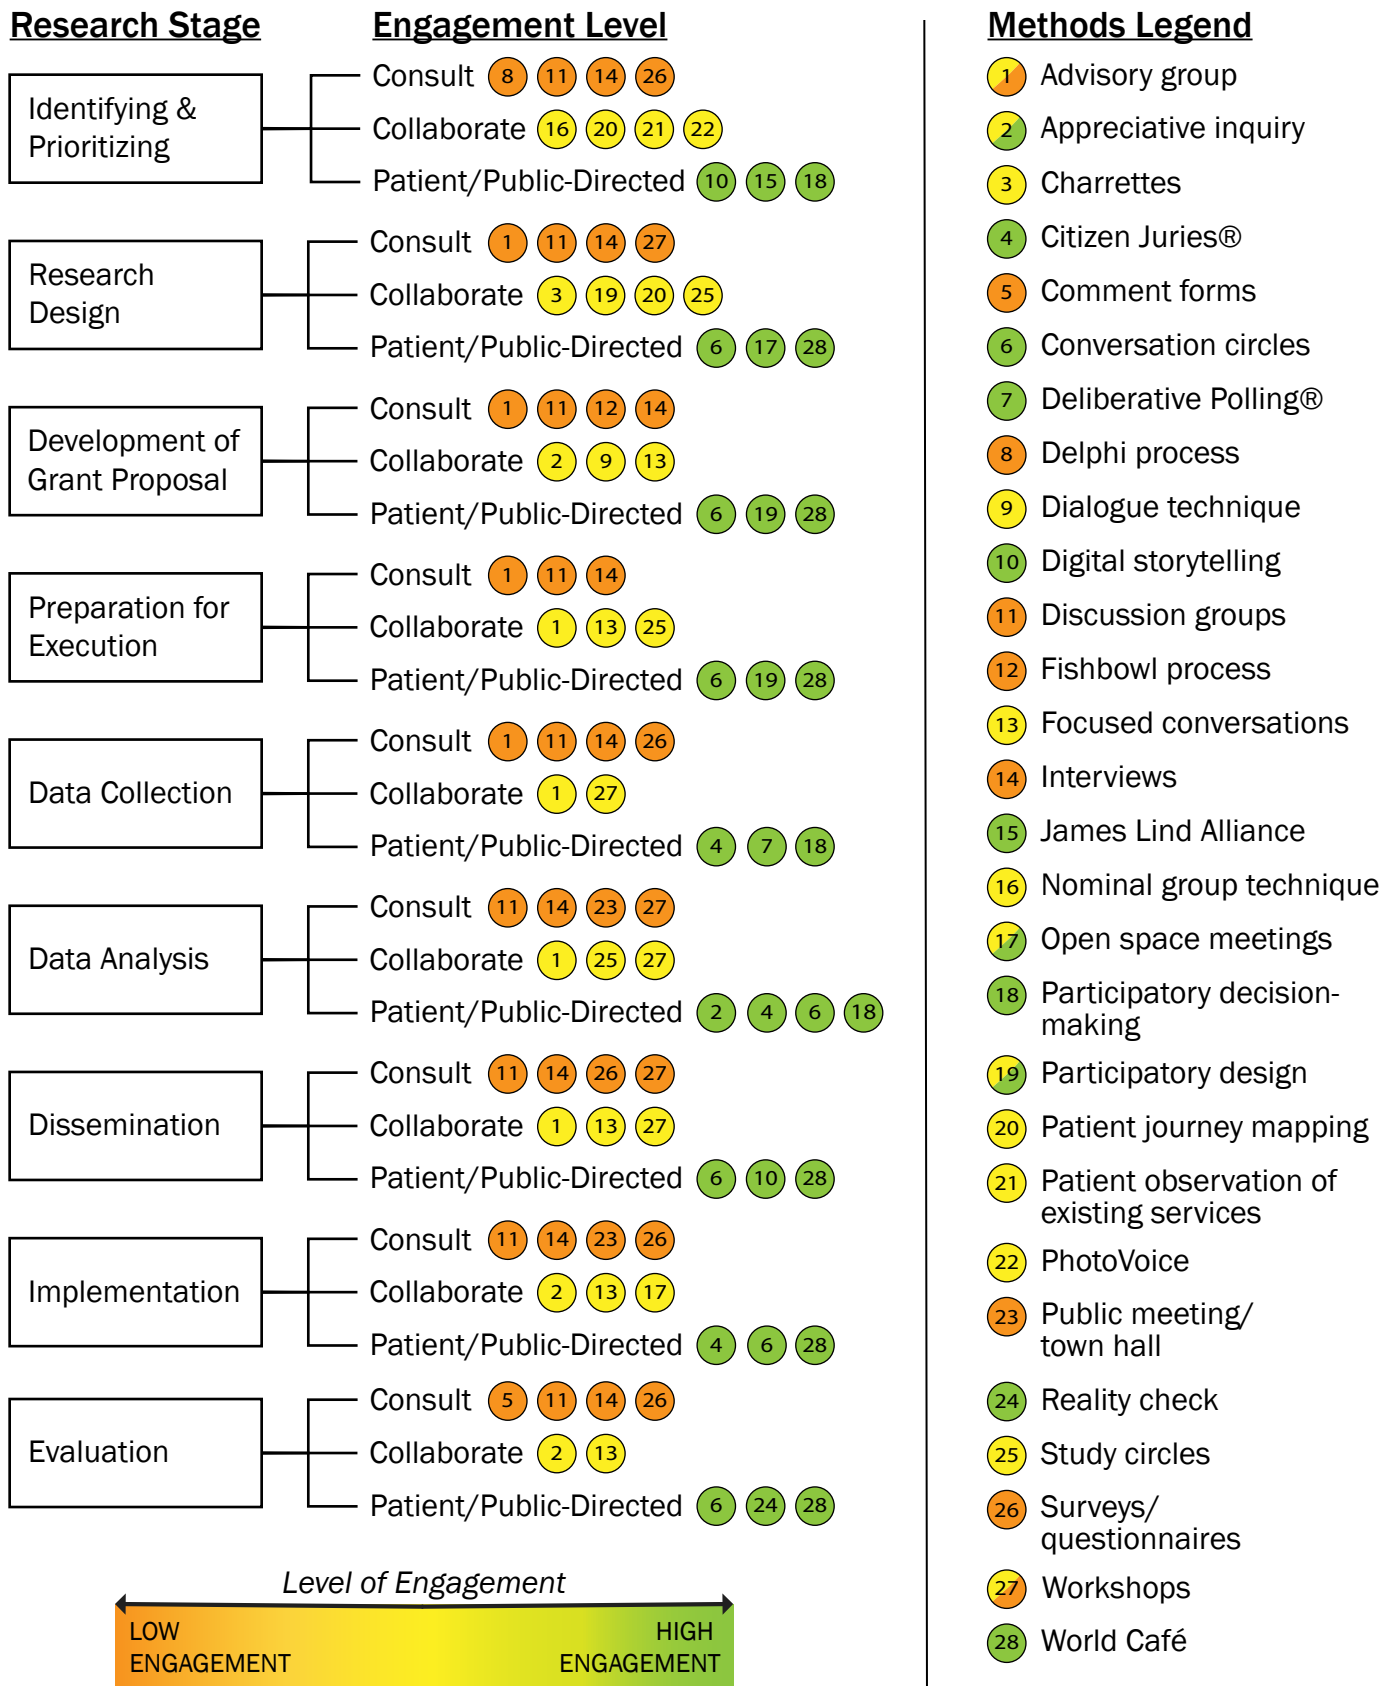 Research Stage
Engagement Level
Identifying &
Prioritizing
Consult 8 11 14 26
Collaborate 16 20 21 22
Patient/Public-Directed 10 15 18
Research
Design
Consult 1 11 14 27
Collaborate 3 19 20 25
Patient/Public-Directed 6 17 28
Development of
Grant Proposal
Consult 1 11 12 14
Collaborate 2 9 13
Patient/Public-Directed 6 19 28
Preparation for
Execution
Consult 1 11 14
Collaborate 1 13 25
Patient/Public-Directed 6 19 28
Data Collection
Consult 1 11 14 26
Collaborate 1 27
Patient/Public-Directed 4 7 18
Data Analysis
Consult 11 14 23 27
Collaborate 1 25 27
Patient/Public-Directed 2 4 6 18
Dissemination
Consult 11 14 26 27
Collaborate 1 13 27
Patient/Public-Directed 6 10 28
Implementation
Consult 11 14 23 26
Collaborate 2 13 17
Patient/Public-Directed 4 6 28
Evaluation
Consult 5 11 14 26
Collaborate 2 13
Patient/Public-Directed 6 24 28
Level of Engagement
LOW
ENGAGEMENT
HIGH
ENGAGEMENT
Methods Legend
1 Advisory group
2 Appreciative inquiry
3 Charrettes
4 Citizen Juries®
5 Comment forms
6 Conversation circles
7 Deliberative Polling®
8 Delphi process
9 Dialogue technique
10 Digital storytelling
11 Discussion groups
12 Fishbowl process
13 Focused conversations
14 Interviews
15 James Lind Alliance
16 Nominal group technique
17 Open space meetings
18 Participatory decision-
making
19 Participatory design
20 Patient journey mapping
21 Patient observation of
existing services
22 PhotoVoice
23 Public meeting/
town hall
24 Reality check
25 Study circles
26 Surveys/
questionnaires
27 Workshops
28 World Café